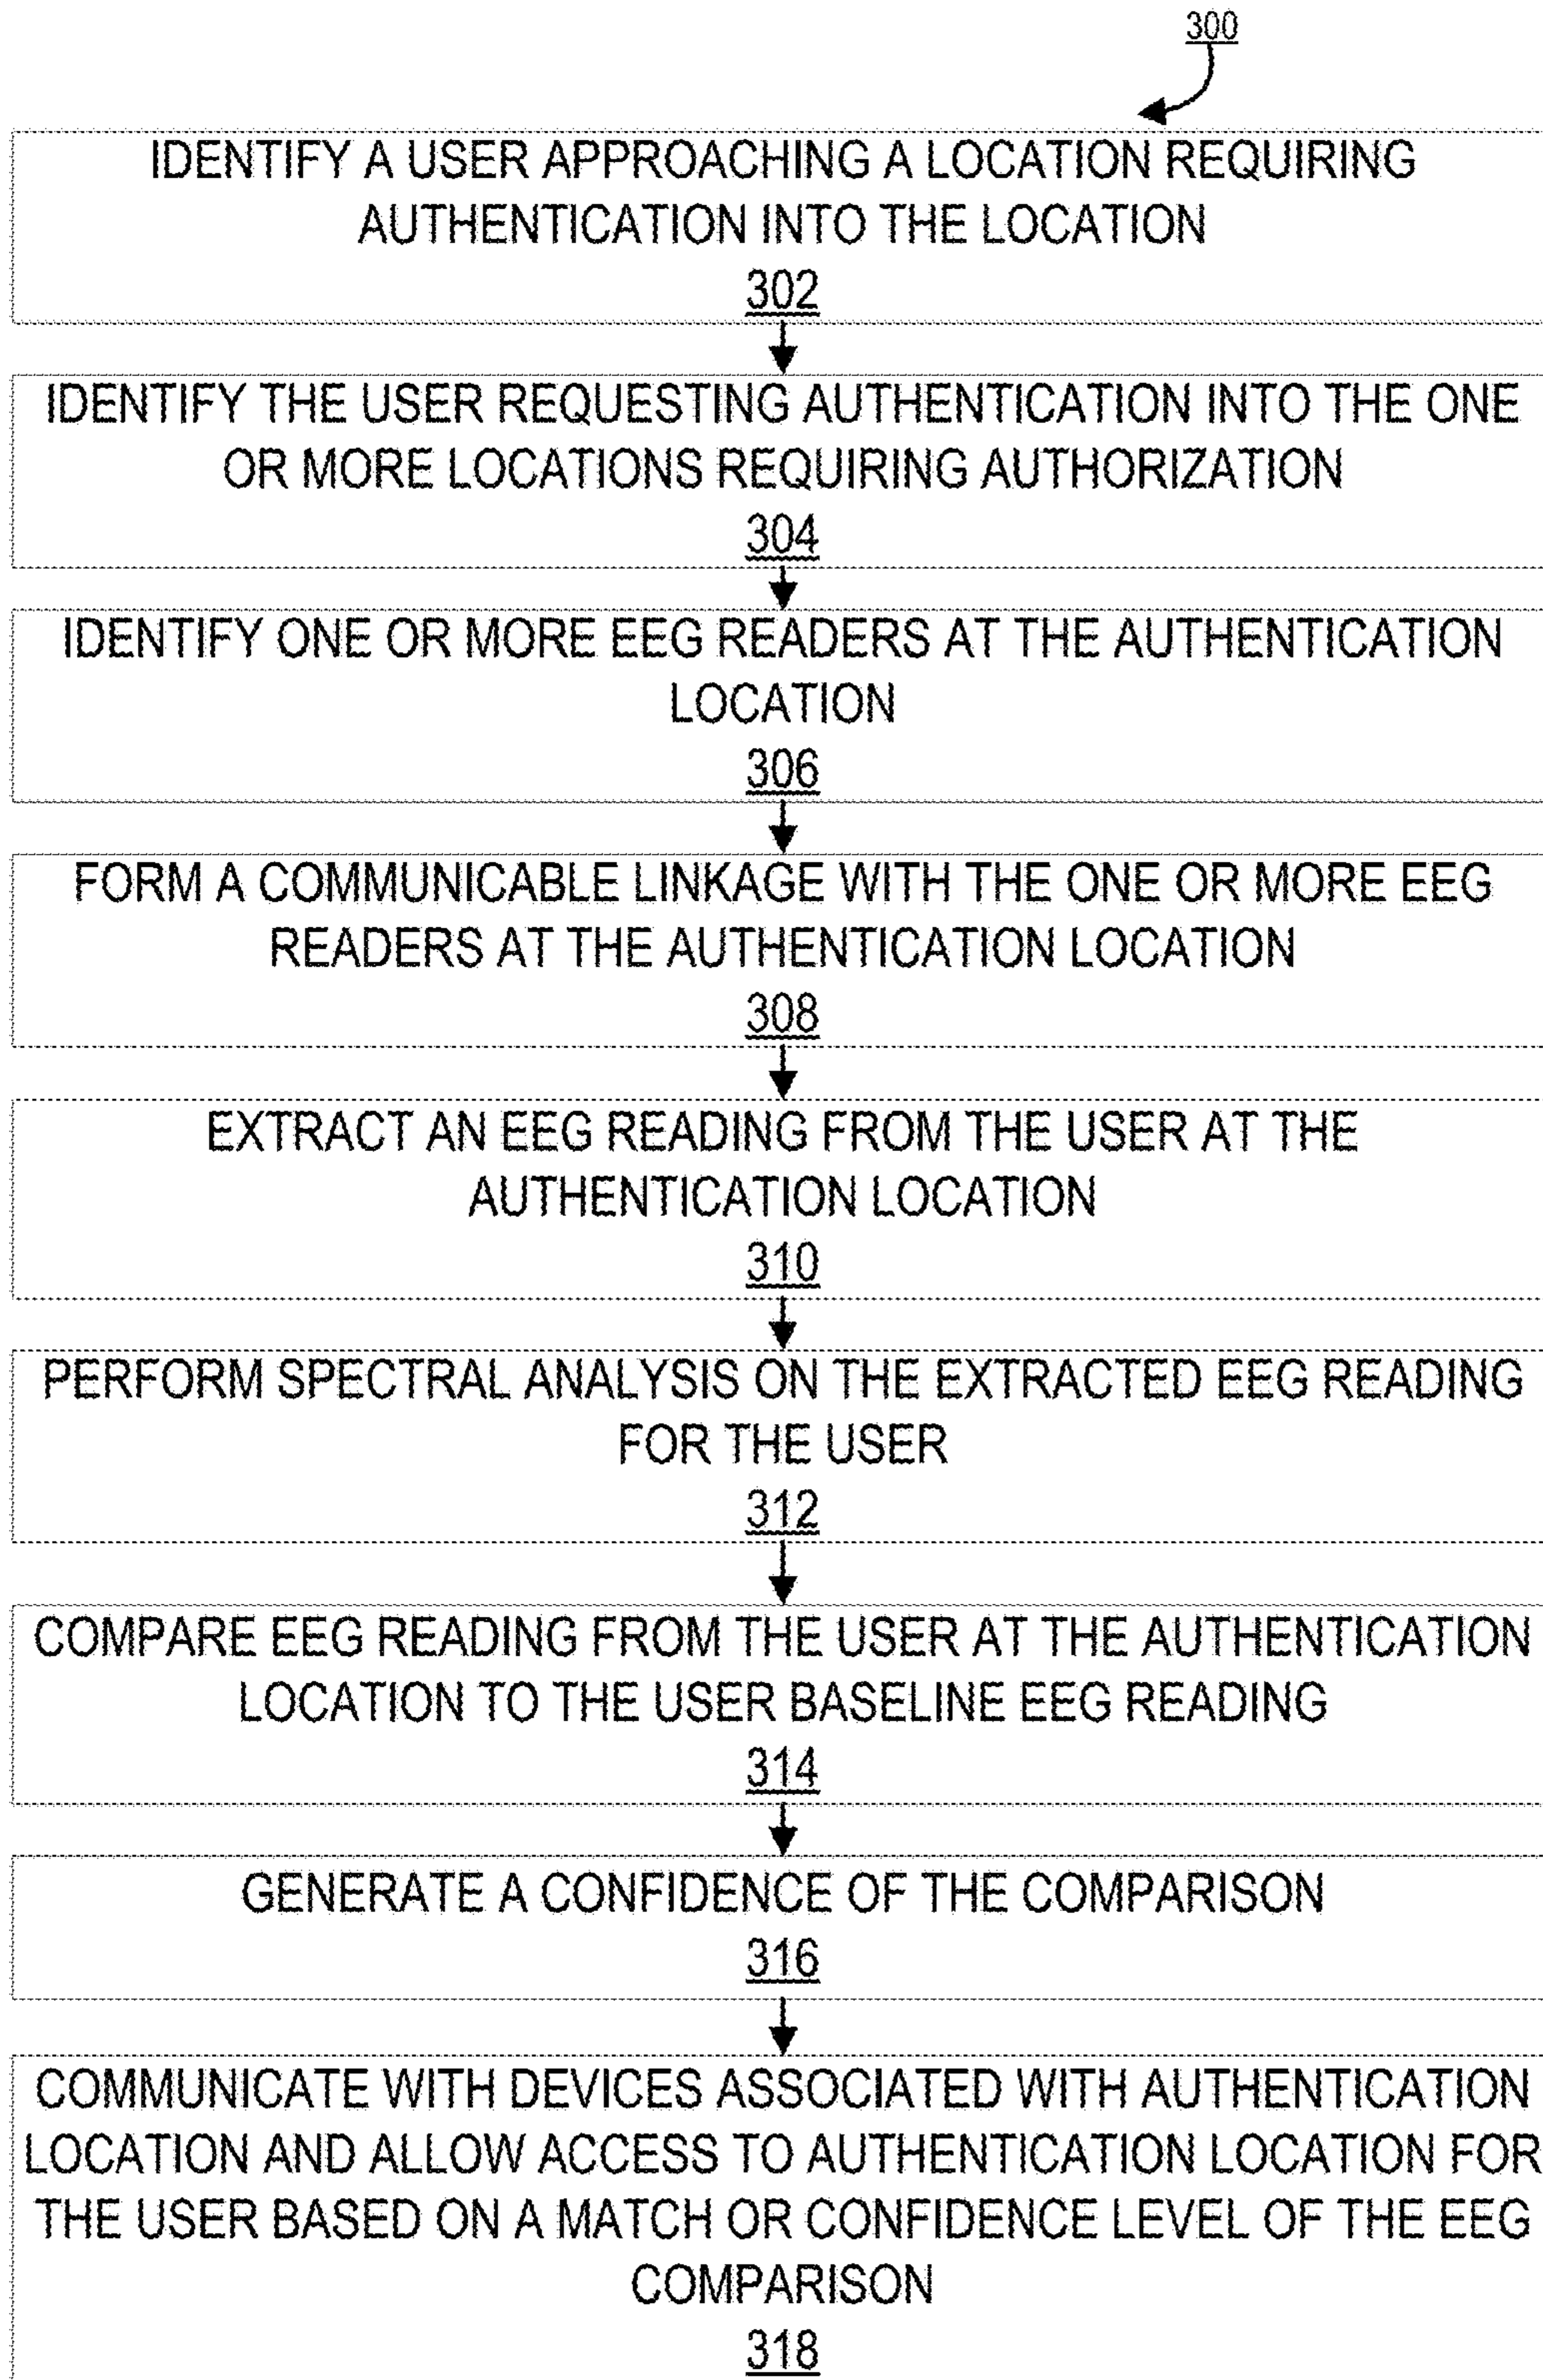 300
IDENTIFY A USER APPROACHING A LOCATION REQUIRING
AUTHENTICATION INTO THE LOCATION
302
IDENTIFY THE USER REQUESTING AUTHENTICATION INTO THE ONE
OR MORE LOCATIONS REQUIRING AUTHORIZATION
304
IDENTIFY ONE OR MORE EEG READERS AT THE AUTHENTICATION
LOCATION
306
FORM A COMMUNICABLE LINKAGE WITH THE ONE OR MORE EEG
READERS AT THE AUTHENTICATION LOCATION
308
EXTRACT AN EEG READING FROM THE USER AT THE
AUTHENTICATION LOCATION
310
PERFORM SPECTRAL ANALYSIS ON THE EXTRACTED EEG READING
FOR THE USER
312
COMPARE EEG READING FROM THE USER AT THE AUTHENTICATION
LOCATION TO THE USER BASELINE EEG READING
314
GENERATE A CONFIDENCE OF THE COMPARISON
316
COMMUNICATE WITH DEVICES ASSOCIATED WITH AUTHENTICATION
LOCATION AND ALLOW ACCESS TO AUTHENTICATION LOCATION FOR
THE USER BASED ON A MATCH OR CONFIDENCE LEVEL OF THE EEG
COMPARISON
318